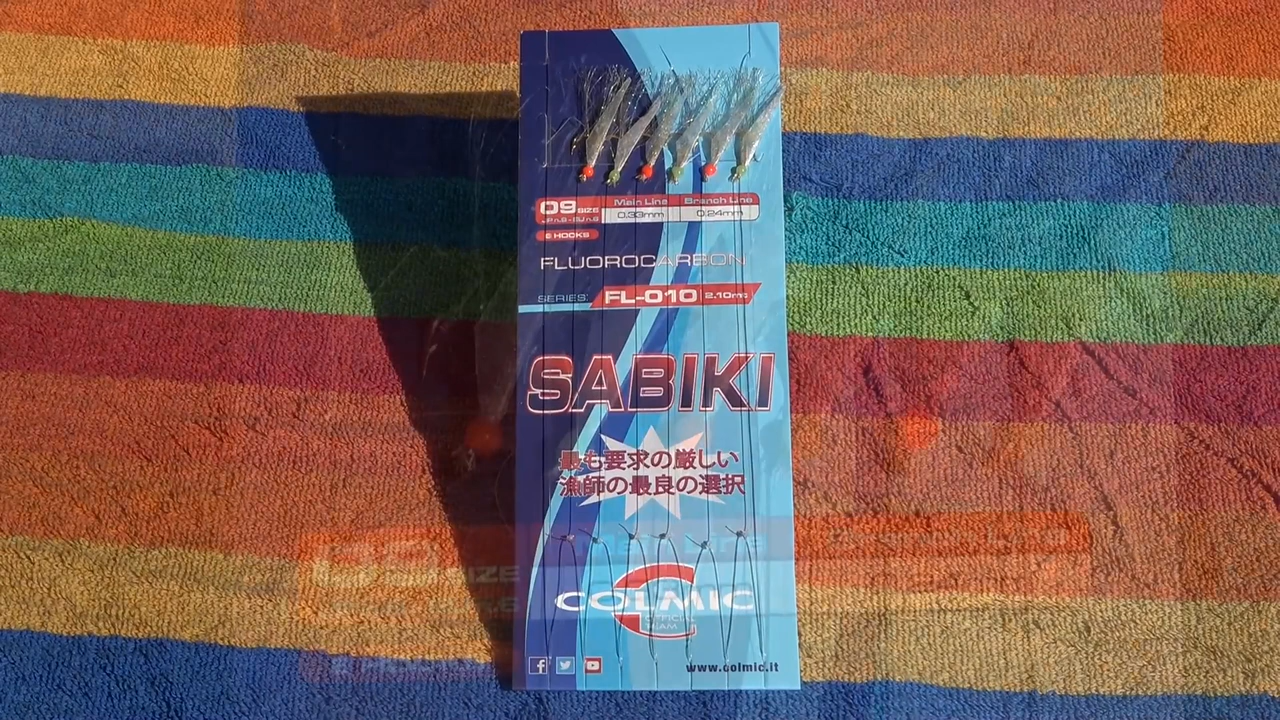 09 SIZE
Main Line
Branch Line
0.33mm
0.24mm
6 HOOKS
FLUOROCARBON
SERIES:
FL-010 2.10mt
SABIKI
最も要求の厳しい
漁師の最良の選択
COLMIC
OFFICIAL
TEAM
www.colmic.it